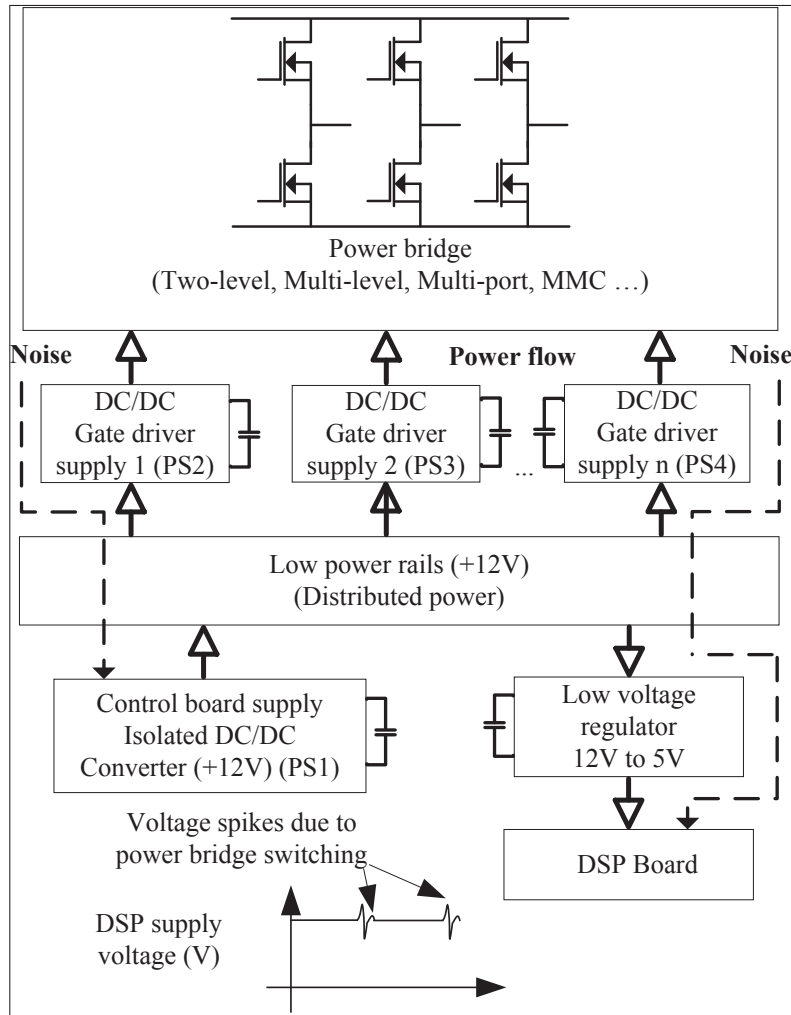 Power bridge
(Two-level, Multi-level, Multi-port, MMC …)
Noise
Power flow
Noise
DC/DC
Gate driver
supply 1 (PS2)
DC/DC
Gate driver
supply 2 (PS3)
...
DC/DC
Gate driver
supply n (PS4)
Low power rails (+12V)
(Distributed power)
Control board supply
Isolated DC/DC
Converter (+12V) (PS1)
Low voltage
regulator
12V to 5V
Voltage spikes due to
power bridge switching
DSP Board
DSP supply
voltage (V)